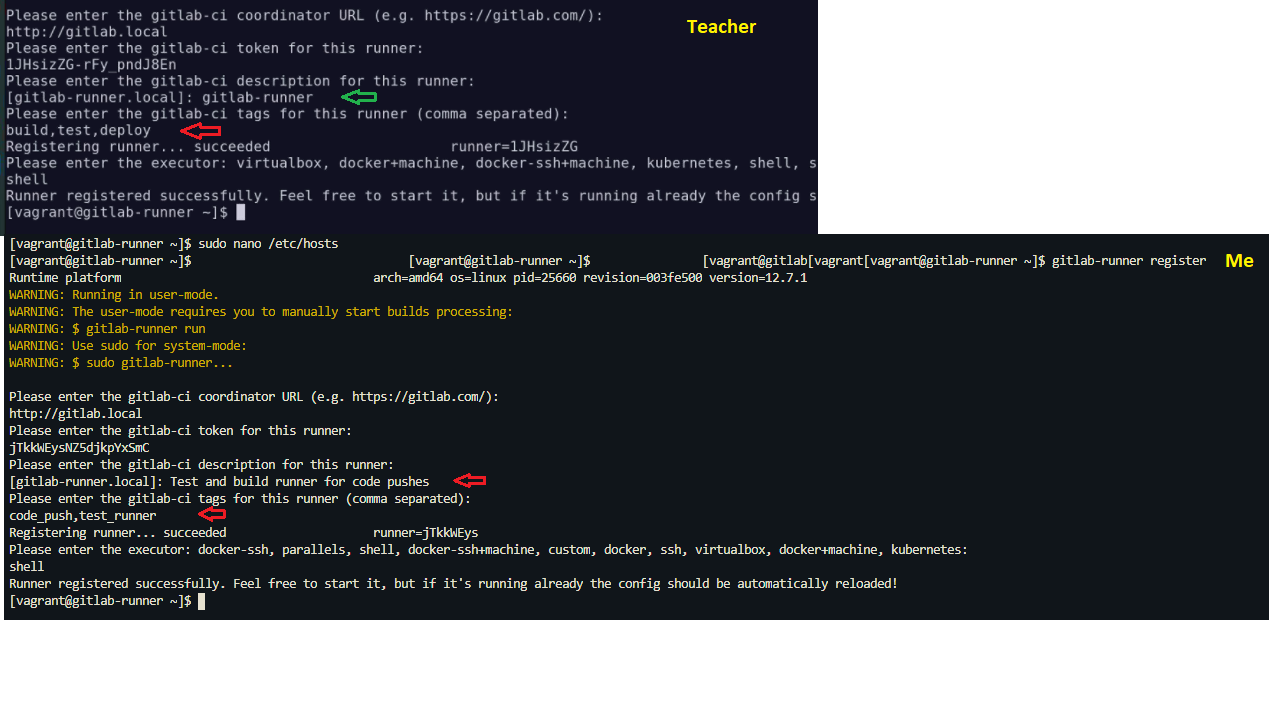 Please enter the gitlab-ci coordinator URL (e.g. https://gitlab.com/):
Teacher
http://gitlab.local
Please enter the gitlab-ci token for this runner:
1JHsizZG-rFy_pndJ8En
Please enter the gitlab-ci description for this runner:
[gitlab-runner.local]: gitlab-runner
Please enter the gitlab-ci tags for this runner (comma separated):
build,test,deploy
Registering runner... succeeded runner=1JHsizZG
Please enter the executor: virtualbox, docker+machine, docker-ssh+machine, kubernetes, shell, s
shell
Runner registered successfully. Feel free to start it, but if it's running already the config s
[vagrant@gitlab-runner ~]$
[vagrant@gitlab-runner ~]$ sudo nano /etc/hosts
[vagrant@gitlab-runner ~]$ [vagrant@gitlab-runner ~]$ [vagrant@gitlab[vagrant[vagrant@gitlab-runner ~]$ gitlab-runner register
Me
Runtime platform arch=amd64 os=linux pid=25660 revision=003fe500 version=12.7.1
WARNING: Running in user-mode.
WARNING: The user-mode requires you to manually start builds processing:
WARNING: $ gitlab-runner run
WARNING: Use sudo for system-mode:
WARNING: $ sudo gitlab-runner...
Please enter the gitlab-ci coordinator URL (e.g. https://gitlab.com/):
http://gitlab.local
Please enter the gitlab-ci token for this runner:
jTkkWEysNZ5djkpYxSmC
Please enter the gitlab-ci description for this runner:
[gitlab-runner.local]: Test and build runner for code pushes
Please enter the gitlab-ci tags for this runner (comma separated):
code_push,test_runner
Registering runner... succeeded runner=jTkkWEys
Please enter the executor: docker-ssh, parallels, shell, docker-ssh+machine, custom, docker, ssh, virtualbox, docker+machine, kubernetes:
shell
Runner registered successfully. Feel free to start it, but if it's running already the config should be automatically reloaded!
[vagrant@gitlab-runner ~]$